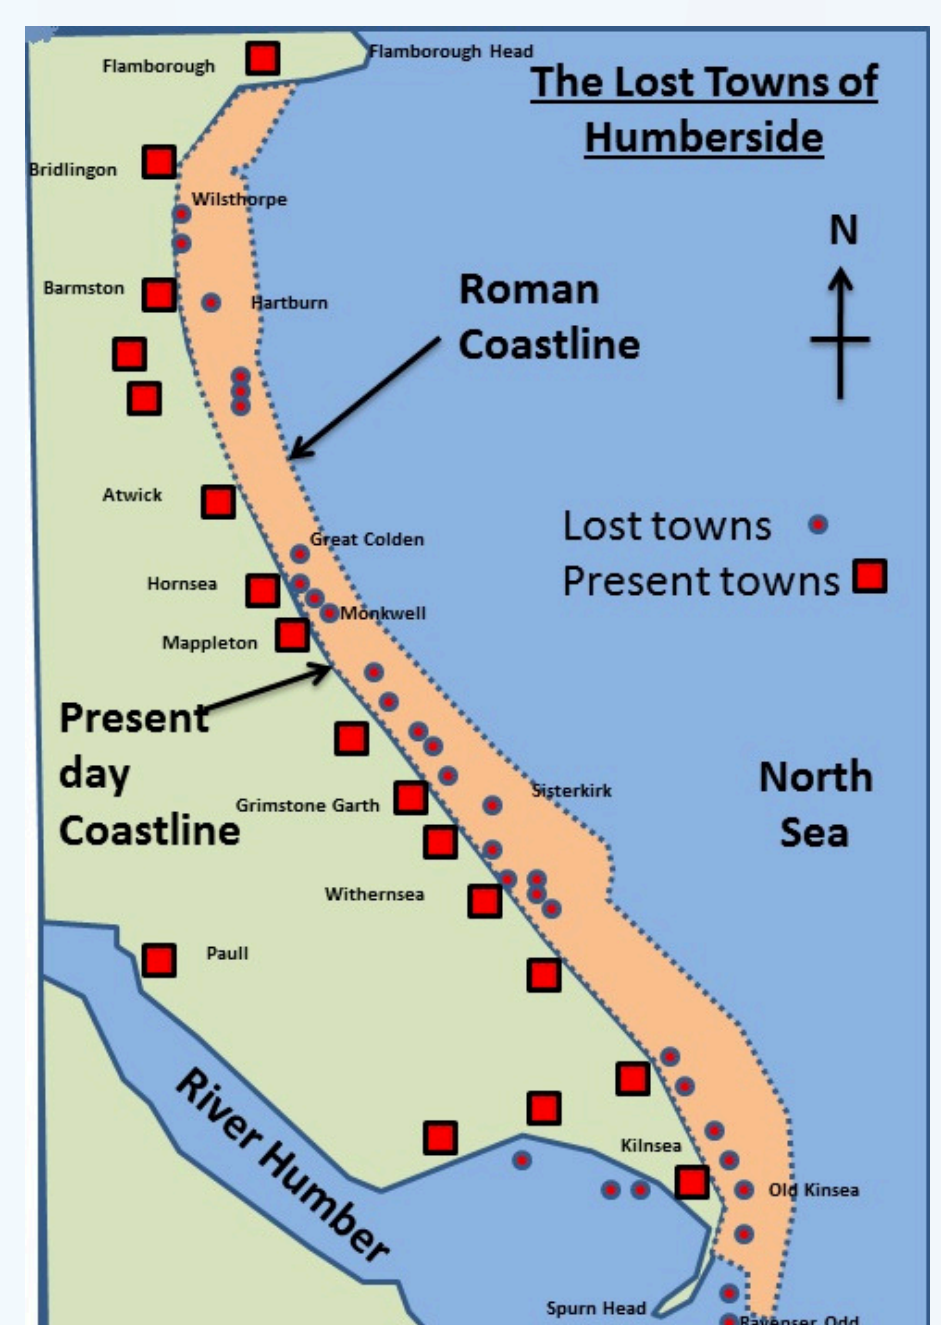 Flamborough
Flamborough Head
The Lost Towns of
Humberside
Bridlingon
Wilsthorpe
N
Barmston
Hartburn
Roman
Coastline
Atwick
Great Colden
Lost towns
Present towns
Hornsea
Monkwell
Mappleton
Present
day
Coastline
North
Sea
Sisterkirk
Grimstone Garth
Withernsea
Paull
River Humber
Kilnsea
Old Kinsea
Spurn Head
Ravenser Odd